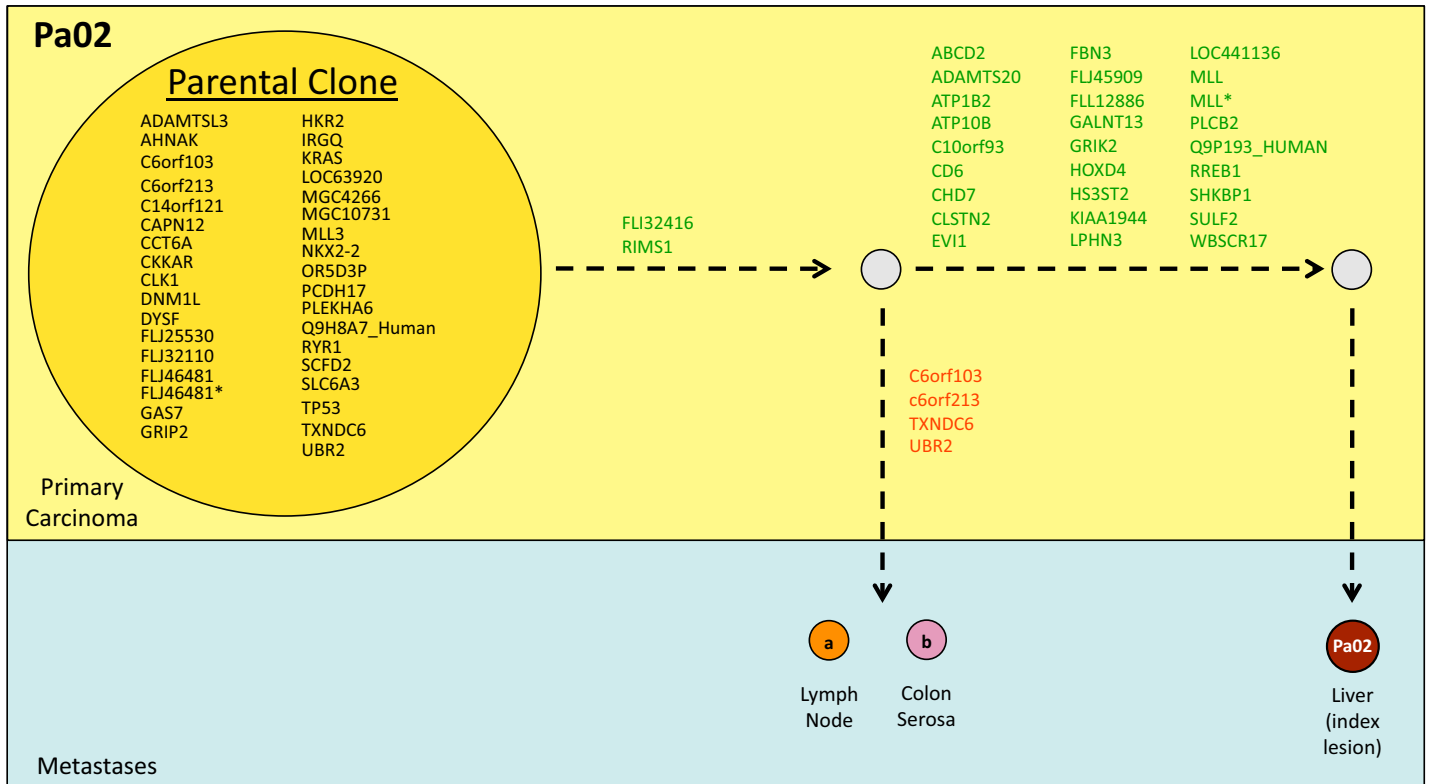 Pa02
Parental Clone
ADAMTSL3
AHNAK
C6orf103
C6orf213
C14orf121
CAPN12
CCT6A
CKKAR
CLK1
DNM1L
DYSF
FLJ25530
FLJ32110
FLJ46481
FLJ46481*
GAS7
GRIP2
HKR2
IRGQ
KRAS
LOC63920
MGC4266
MGC10731
MLL3
NKX2-2
OR5D3P
PCDH17
PLEKHA6
Q9H8A7_Human
RYR1
SCFD2
SLC6A3
TP53
TXNDC6
UBR2
Primary
Carcinoma
FLI32416
RIMS1
ABCD2
ADAMTS20
ATP1B2
ATP10B
C10orf93
CD6
CHD7
CLSTN2
EVI1
FBN3
FLJ45909
FLL12886
GALNT13
GRIK2
HOXD4
HS3ST2
KIAA1944
LPHN3
LOC441136
MLL
MLL*
PLCB2
Q9P193_HUMAN
RREB1
SHKBP1
SULF2
WBSCR17
C6orf103
c6orf213
TXNDC6
UBR2
a
Lymph
Node
b
Colon
Serosa
Pa02
Liver
(index
lesion)
Metastases